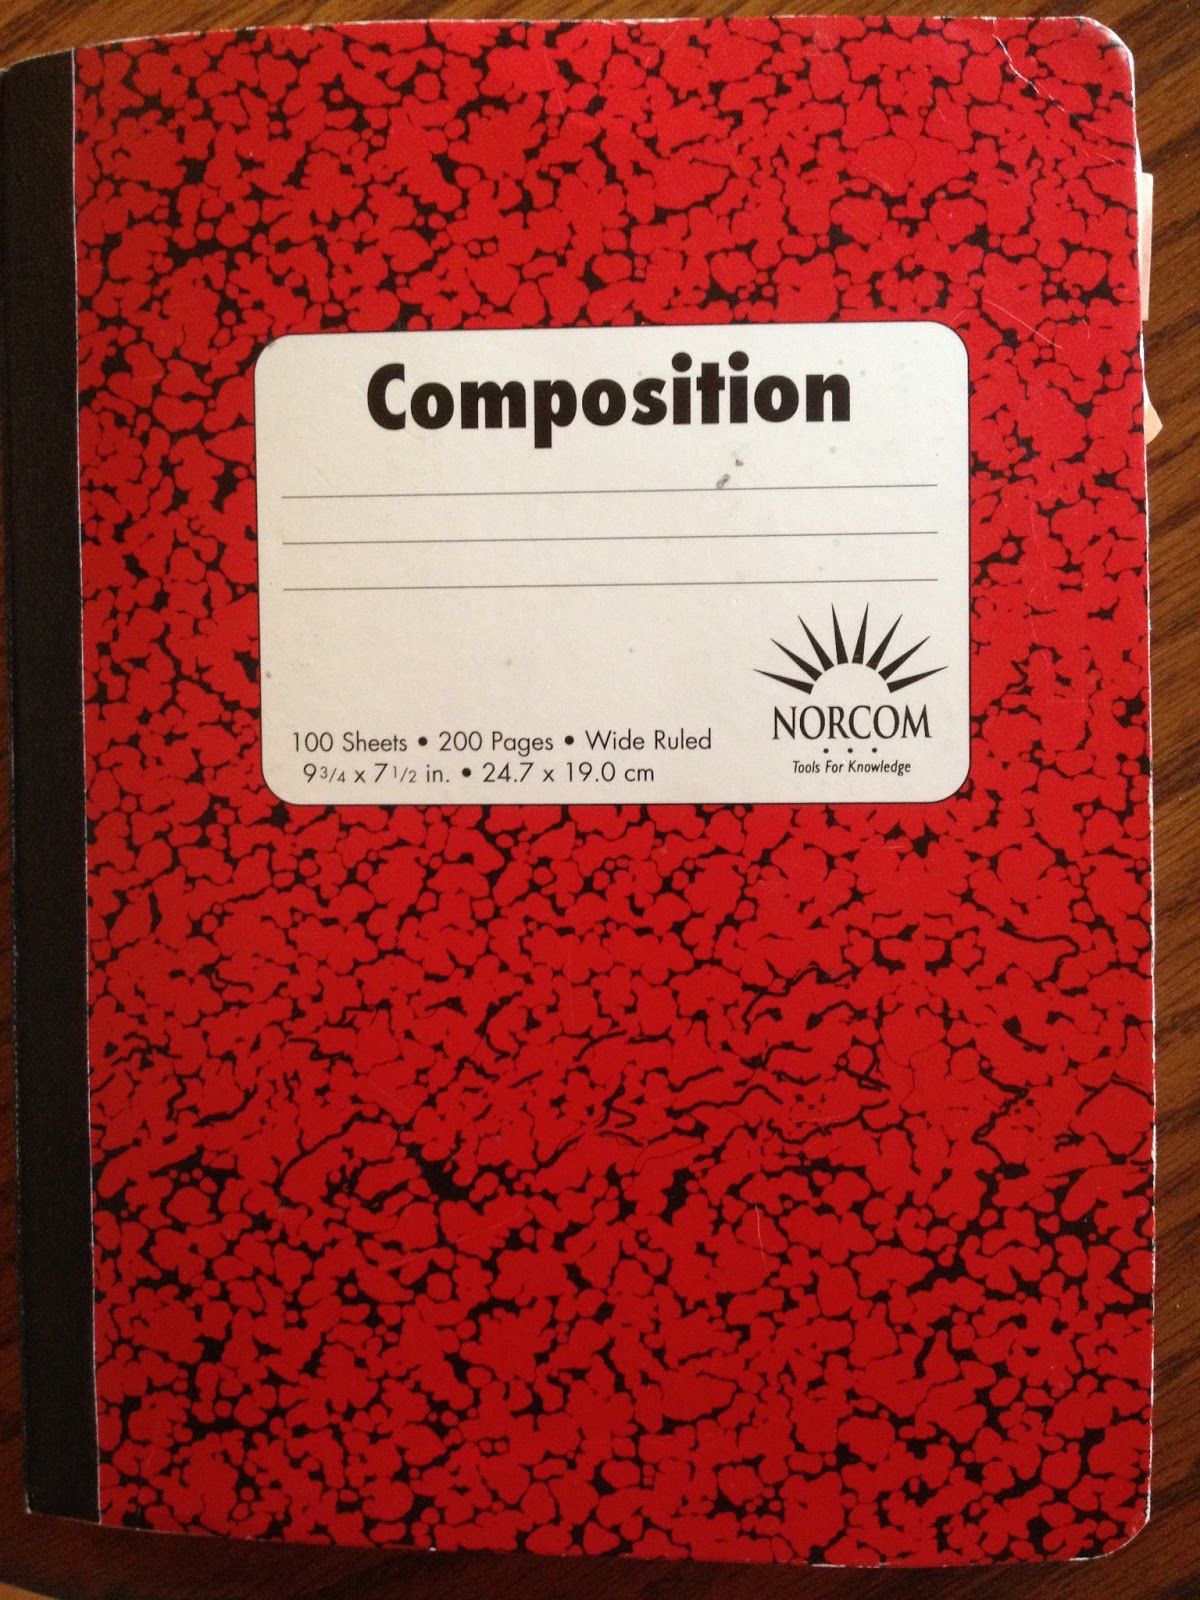 Composition
100 Sheets • 200 Pages • Wide Ruled
9 3/4 x 7 1/2 in. • 24.7 x 19.0 cm
NORCOM
Tools For Knowledge